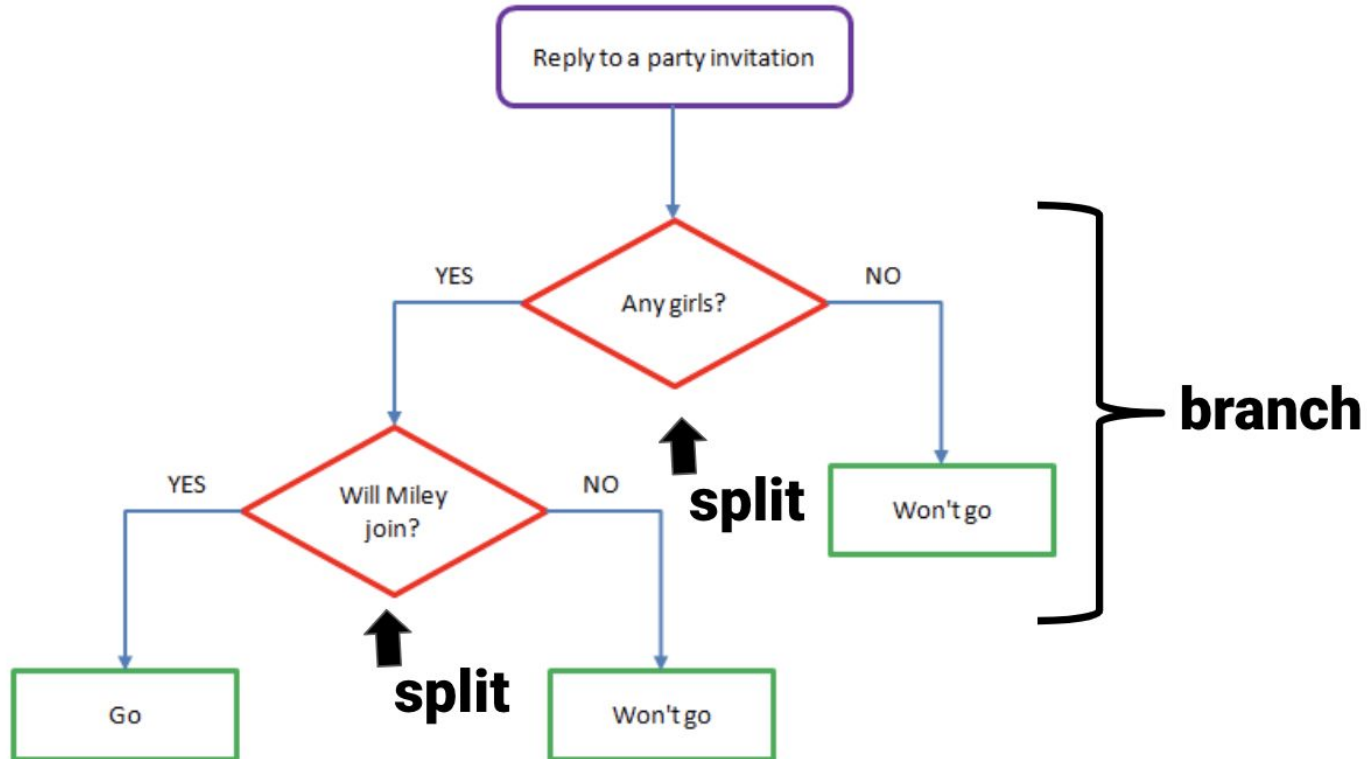 Reply to a party invitation
YES
NO
Any girls?
branch
YES
Will Miley
join?
NO
split
Won't go
split
Go
Won't go